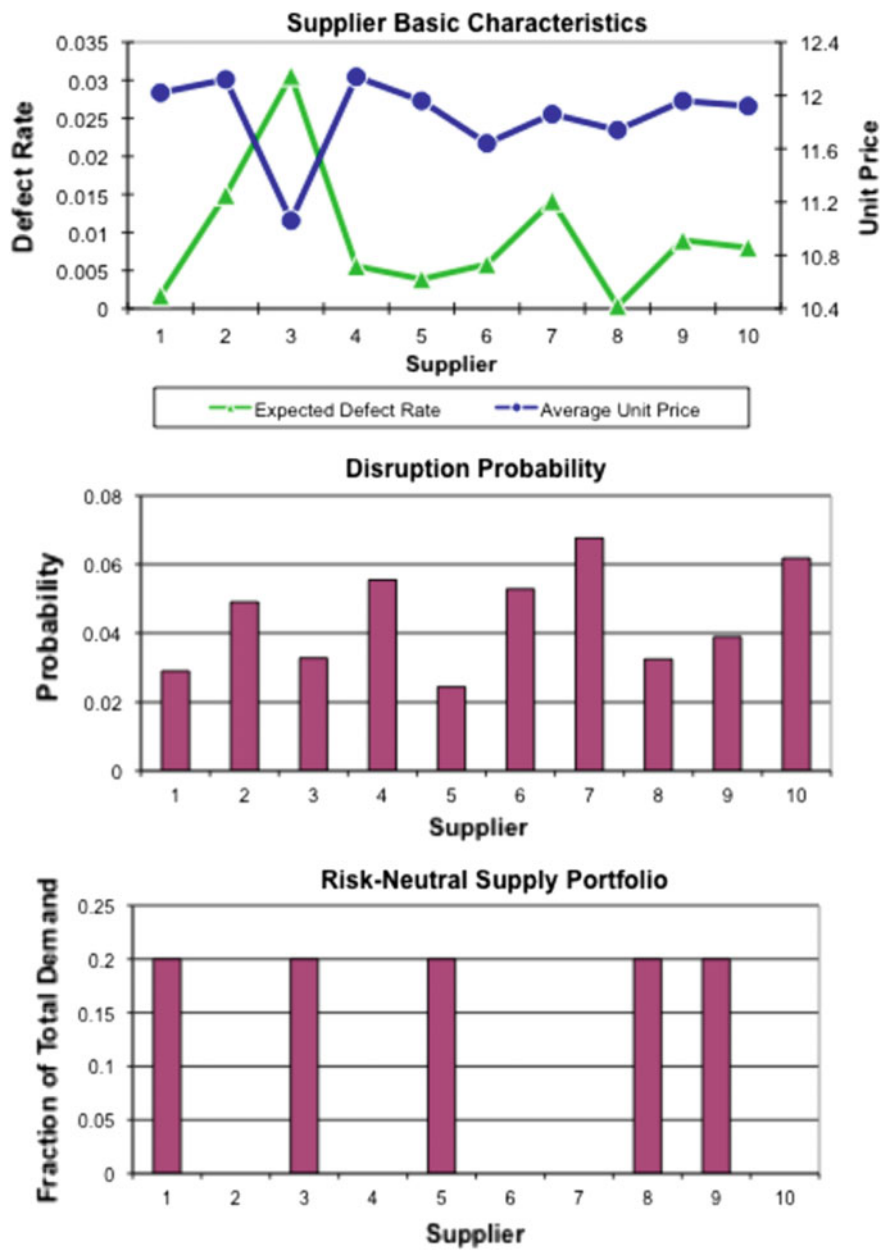 Supplier Basic Characteristics
0.035 12.4
0.03 12
0.025
0.02 11.6
0.015 11.2
0.01
0.005 10.8
0 10.4
Defect Rate
Unit Price
1 2 3 4 5 6 7 8 9 10
Supplier
Expected Defect Rate Average Unit Price
Disruption Probability
0.08
0.06
0.04
0.02
0
Probability
1 2 3 4 5 6 7 8 9 10
Supplier
Risk-Neutral Supply Portfolio
0.25
0.2
0.15
0.1
0.05
0
Fraction of Total Demand
1 2 3 4 5 6 7 8 9 10
Supplier